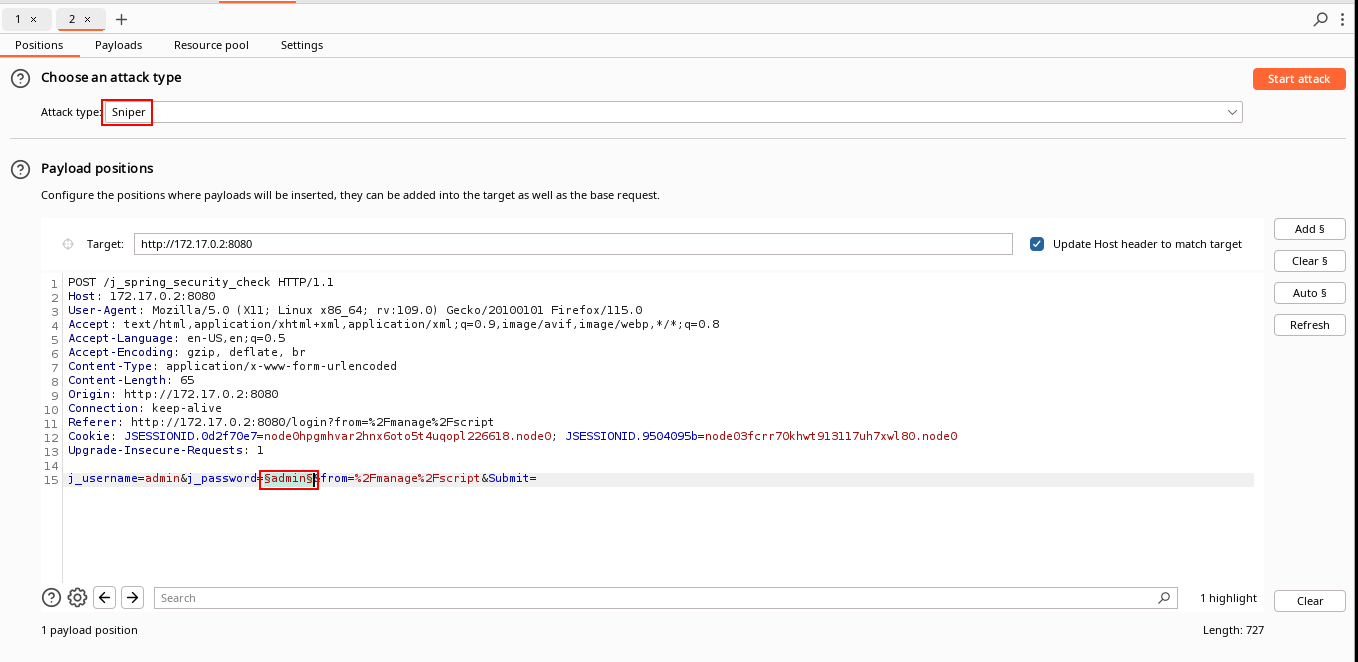 1 × 2 × +
Positions Payloads Resource pool Settings
Choose an attack type
Start attack
Attack type: Sniper
Payload positions
Configure the positions where payloads will be inserted, they can be added into the target as well as the base request.
Target: http://172.17.0.2:8080 Update Host header to match target
Add §
Clear §
Auto §
Refresh
1 POST /j_spring_security_check HTTP/1.1
2 Host: 172.17.0.2:8080
3 User-Agent: Mozilla/5.0 (X11; Linux x86_64; rv:109.0) Gecko/20100101 Firefox/115.0
4 Accept: text/html,application/xhtml+xml,application/xml;q=0.9,image/avif,image/webp,*/*;q=0.8
5 Accept-Language: en-US,en;q=0.5
6 Accept-Encoding: gzip, deflate, br
7 Content-Type: application/x-www-form-urlencoded
8 Content-Length: 65
9 Origin: http://172.17.0.2:8080
10 Connection: keep-alive
11 Referer: http://172.17.0.2:8080/login?from=%2Fmanage%2Fscript
12 Cookie: JSESSIONID.0d2f70e7=node0hpgmhvar2hnx6oto5t4uqopl226618.node0; JSESSIONID.9504095b=node03fcrr70khwt913117uh7xwl80.node0
13 Upgrade-Insecure-Requests: 1
14
15 j_username=admin&j_password=§admin§&from=%2Fmanage%2Fscript&Submit=
Search
1 highlight
Clear
1 payload position
Length: 727